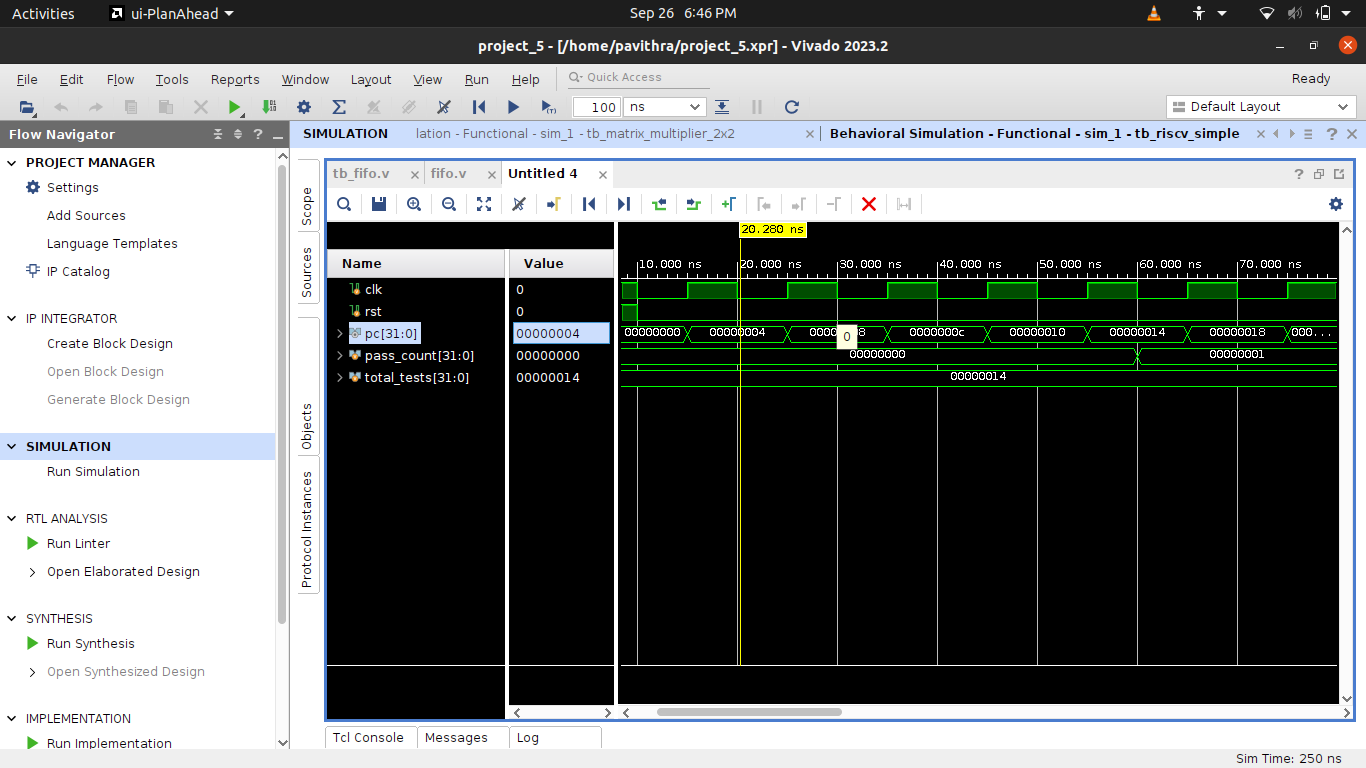 Activities
ui-PlanAhead
Sep 26 6:46 PM
project_5 - [/home/pavithra/project_5.xpr] - Vivado 2023.2
File Edit Flow Tools Reports Window Layout View Run Help
Quick Access
Ready
100 ns
Default Layout
Flow Navigator
PROJECT MANAGER
Settings
Add Sources
Language Templates
IP Catalog
IP INTEGRATOR
Create Block Design
Open Block Design
Generate Block Design
SIMULATION
Run Simulation
RTL ANALYSIS
Run Linter
Open Elaborated Design
SYNTHESIS
Run Synthesis
Open Synthesized Design
IMPLEMENTATION
Run Implementation
SIMULATION
lation - Functional - sim_1 - tb_matrix_multiplier_2x2
Behavioral Simulation - Functional - sim_1 - tb_riscv_simple
Scope
Sources
Objects
Protocol Instances
tb_fifo.v
fifo.v
Untitled 4
Name Value
clk 0
rst 0
pc[31:0] 00000004
pass_count[31:0] 00000000
total_tests[31:0] 00000014
20.280 ns
10.000 ns 20.000 ns 30.000 ns 40.000 ns 50.000 ns 60.000 ns 70.000 ns
00000000 00000004 0000000c 00000010 00000014 00000018 000...
0
00000000 00000001
00000014
Tcl Console Messages Log
Sim Time: 250 ns